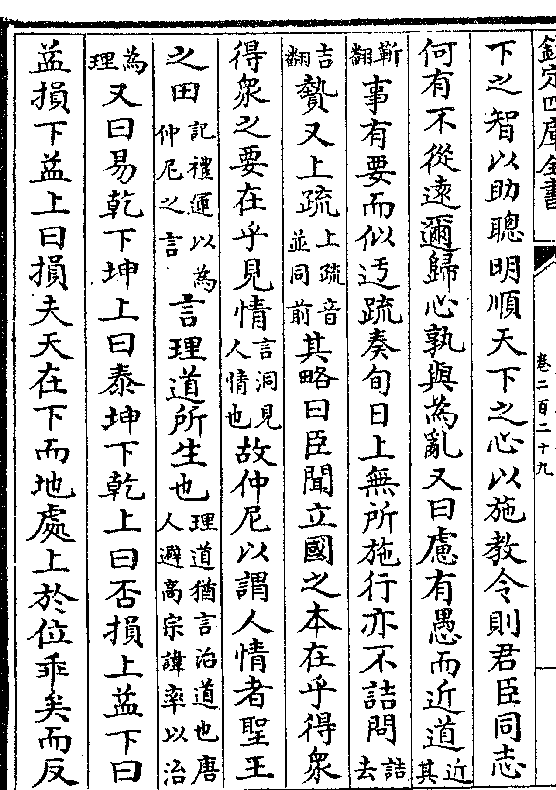 欽定四庫全書
卷二百二十九
下之智以助聰明順天下之心以施教令則君臣同志
何有不從遠邇歸心孰與為亂又曰慮有愚而近道近其
靳翻事有要而似迂疏奏旬日上無所施行亦不詰問詰去
吉翻贄又上疏上疏音並同前其略曰臣聞立國之本在乎得衆
得衆之要在乎見情言洞見人情也故仲尼以謂人情者聖王
之田記禮運以為仲尼之言言理道所生也理道猶言治道也唐人避高宗諱率以治
為理又曰易乾下坤上曰泰坤下乾上曰否損上益下曰
益損下益上曰損夫天在下而地處上於位乖矣而反